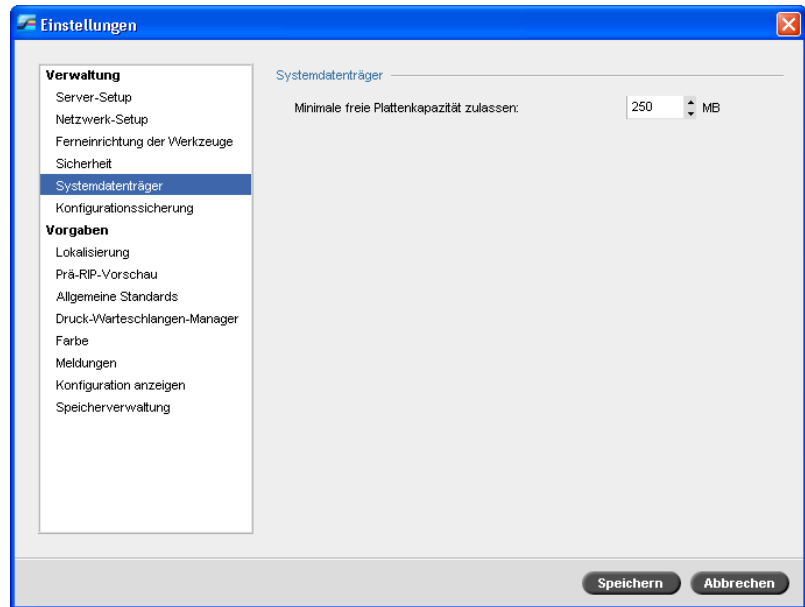 Einstellungen
Verwaltung
Server-Setup
Netzwerk-Setup
Ferneinrichtung der Werkzeuge
Sicherheit
Systemdatenträger
Konfigurationssicherung
Vorgaben
Lokalisierung
Prä-RIP-Vorschau
Allgemeine Standards
Druck-Warteschlangen-Manager
Farbe
Meldungen
Konfiguration anzeigen
Speicherverwaltung
Systemdatenträger
Minimale freie Plattenkapazität zulassen: 250 MB
Speichern Abbrechen